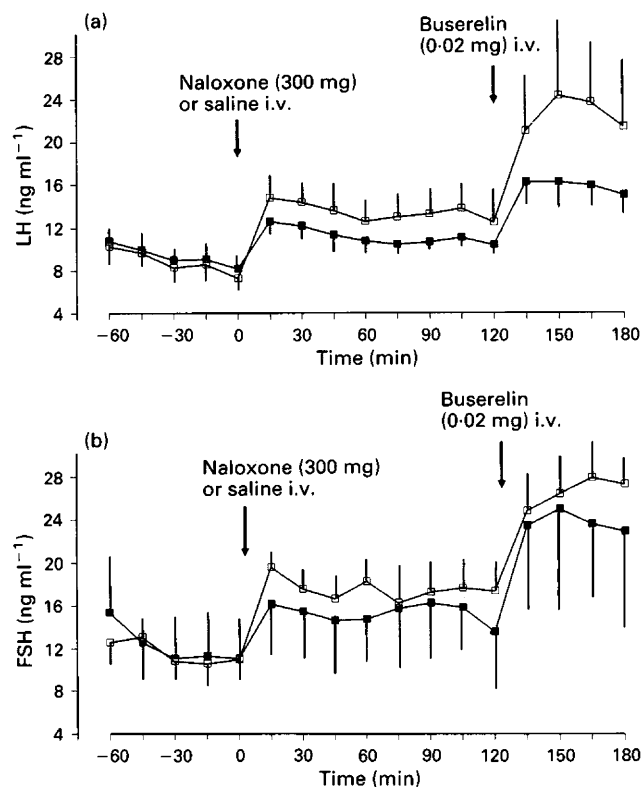 (a)
Buserelin
(0·02 mg) i.v.
Naloxone (300 mg)
or saline i.v.
LH (ng ml⁻¹)
28
24
20
16
12
8
4
−60 −30 0 30 60 90 120 150 180
Time (min)
(b)
Buserelin
(0·02 mg) i.v.
Naloxone (300 mg)
or saline i.v.
FSH (ng ml⁻¹)
28
24
20
16
12
8
4
−60 −30 0 30 60 90 120 150 180
Time (min)